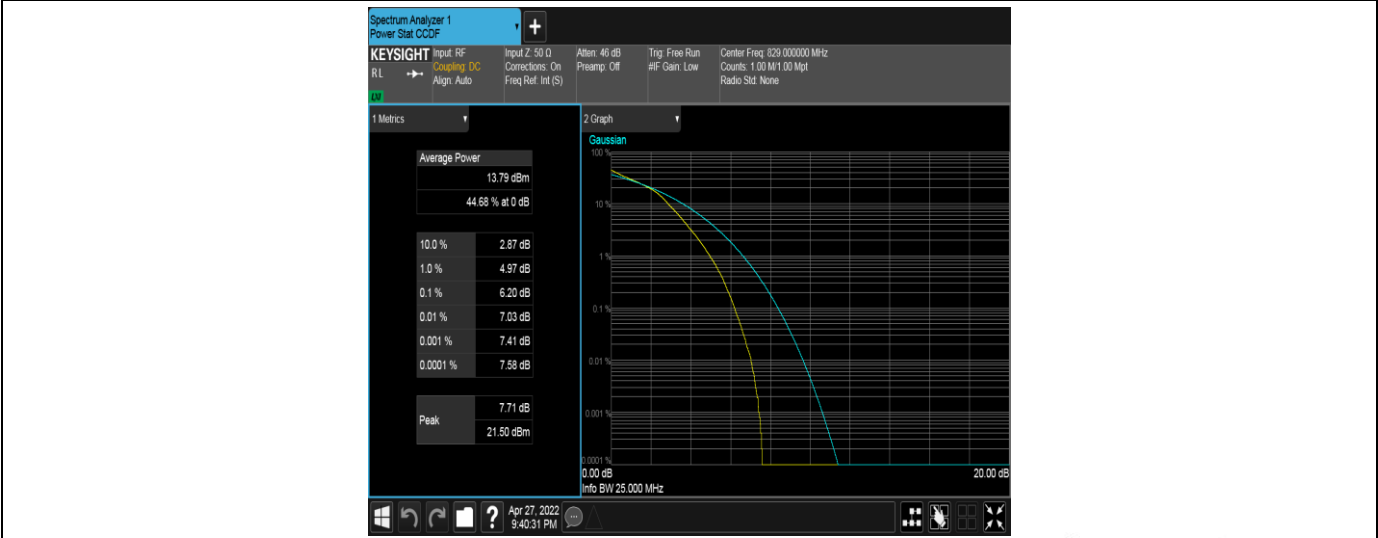 Spectrum Analyzer 1
Power Stat CCDF
+
KEYSIGHT
RL
Input: RF
Coupling: DC
Align: Auto
Input Z: 50 Ω
Corrections: On
Freq Ref: Int (S)
Atten: 46 dB
Preamp: Off
Trig: Free Run
#IF Gain: Low
Center Freq: 829.000000 MHz
Counts: 1.00 M/1.00 Mpt
Radio Std: None
1 Metrics
Average Power
13.79 dBm
44.68 % at 0 dB
10.0 % 2.87 dB
1.0 % 4.97 dB
0.1 % 6.20 dB
0.01 % 7.03 dB
0.001 % 7.41 dB
0.0001 % 7.58 dB
Peak
7.71 dB
21.50 dBm
2 Graph
Gaussian
100 %
10 %
1 %
0.1 %
0.01 %
0.001 %
0.0001 %
0.00 dB 20.00 dB
Info BW 25.000 MHz
?
Apr 27, 2022
9:40:31 PM